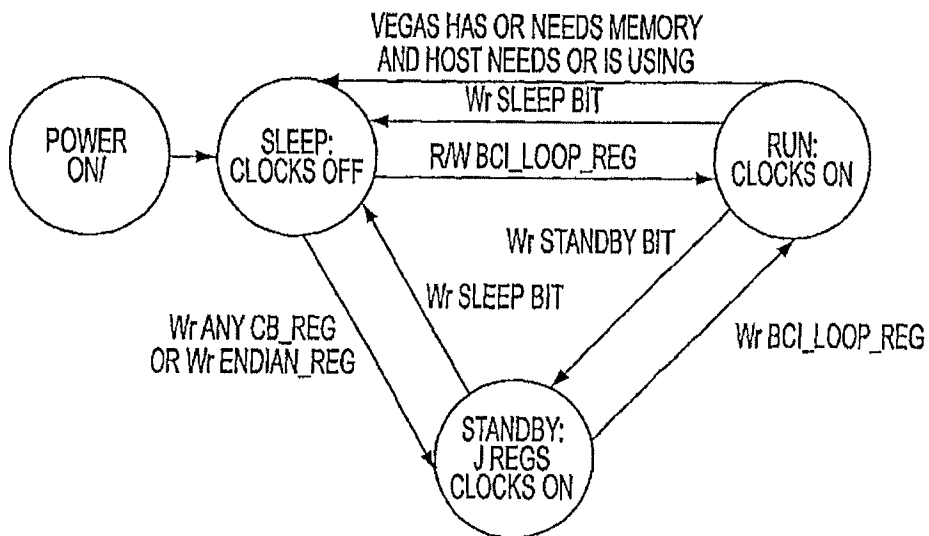 VEGAS HAS OR NEEDS MEMORY
AND HOST NEEDS OR IS USING
Wr SLEEP BIT
POWER
ON/
SLEEP:
CLOCKS OFF
R/W BCI_LOOP_REG
RUN:
CLOCKS ON
Wr STANDBY BIT
Wr SLEEP BIT
Wr ANY CB_REG
OR Wr ENDIAN_REG
Wr BCI_LOOP_REG
STANDBY:
J REGS
CLOCKS ON